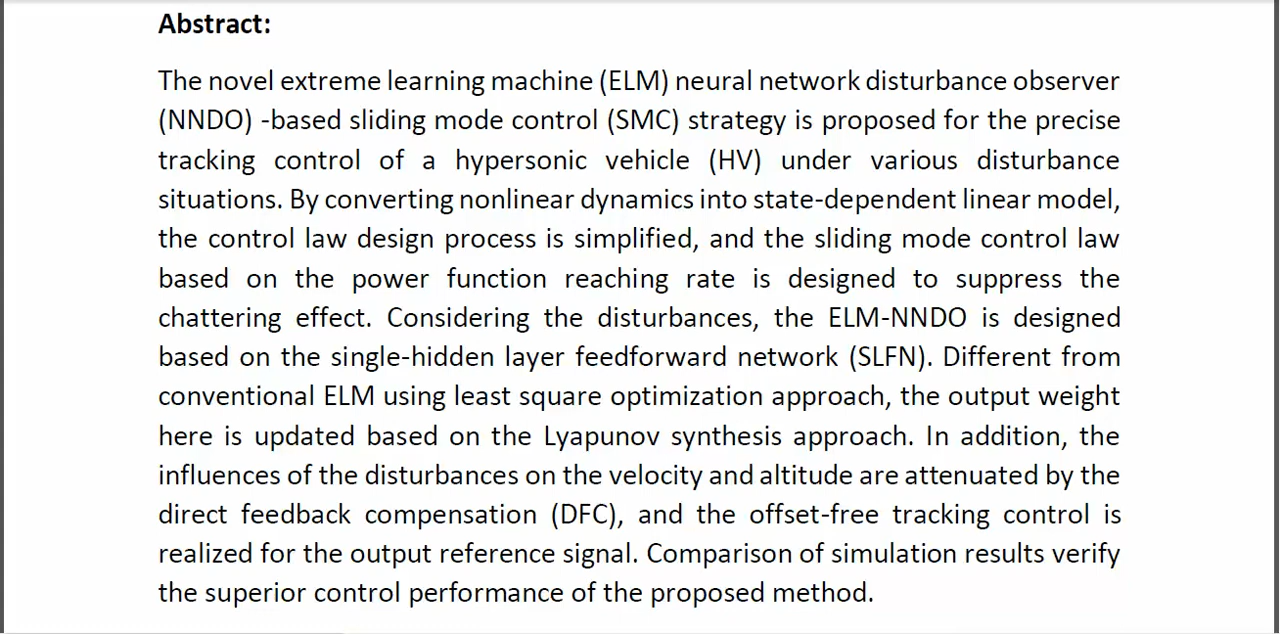 Abstract:
The novel extreme learning machine (ELM) neural network disturbance observer
(NNDO) -based sliding mode control (SMC) strategy is proposed for the precise
tracking control of a hypersonic vehicle (HV) under various disturbance
situations. By converting nonlinear dynamics into state-dependent linear model,
the control law design process is simplified, and the sliding mode control law
based on the power function reaching rate is designed to suppress the
chattering effect. Considering the disturbances, the ELM-NNDO is designed
based on the single-hidden layer feedforward network (SLFN). Different from
conventional ELM using least square optimization approach, the output weight
here is updated based on the Lyapunov synthesis approach. In addition, the
influences of the disturbances on the velocity and altitude are attenuated by the
direct feedback compensation (DFC), and the offset-free tracking control is
realized for the output reference signal. Comparison of simulation results verify
the superior control performance of the proposed method.